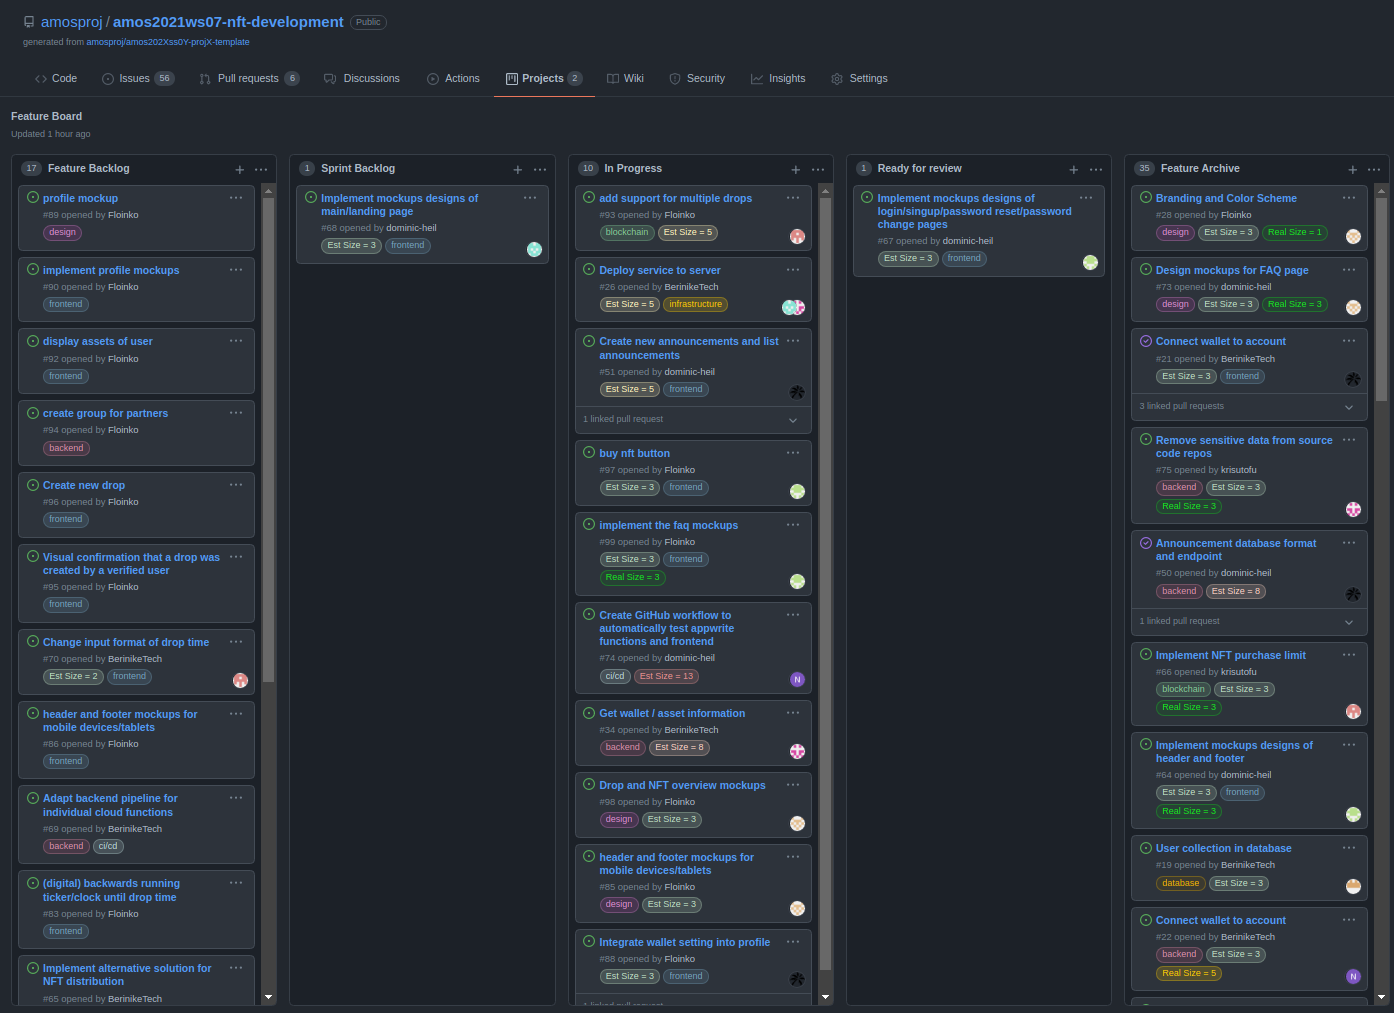 amosproj / amos2021ws07-nft-development Public
generated from amosproj/amos202Xss0Y-projX-template
Code Issues 56 Pull requests 6 Discussions Actions Projects 2 Wiki Security Insights Settings
Feature Board
Updated 1 hour ago
17 Feature Backlog
profile mockup
#89 opened by Floinko
design
implement profile mockups
#90 opened by Floinko
frontend
display assets of user
#92 opened by Floinko
frontend
create group for partners
#94 opened by Floinko
backend
Create new drop
#96 opened by Floinko
frontend
Visual confirmation that a drop was
created by a verified user
#95 opened by Floinko
frontend
Change input format of drop time
#70 opened by BerinikeTech
Est Size = 2 frontend
header and footer mockups for
mobile devices/tablets
#86 opened by Floinko
frontend
Adapt backend pipeline for
individual cloud functions
#69 opened by BerinikeTech
backend ci/cd
(digital) backwards running
ticker/clock until drop time
#83 opened by Floinko
frontend
Implement alternative solution for
NFT distribution
#65 opened by BerinikeTech
1 Sprint Backlog
Implement mockups designs of
main/landing page
#68 opened by dominic-heil
Est Size = 3 frontend
10 In Progress
add support for multiple drops
#93 opened by Floinko
blockchain Est Size = 5
Deploy service to server
#26 opened by BerinikeTech
Est Size = 5 infrastructure
Create new announcements and list
announcements
#51 opened by dominic-heil
Est Size = 5 frontend
1 linked pull request
buy nft button
#97 opened by Floinko
Est Size = 3 frontend
implement the faq mockups
#99 opened by Floinko
Est Size = 3 frontend
Real Size = 3
Create GitHub workflow to
automatically test appwrite
functions and frontend
#74 opened by dominic-heil
ci/cd Est Size = 13
N
Get wallet / asset information
#34 opened by BerinikeTech
backend Est Size = 8
Drop and NFT overview mockups
#98 opened by Floinko
design Est Size = 3
header and footer mockups for
mobile devices/tablets
#85 opened by Floinko
design Est Size = 3
Integrate wallet setting into profile
#88 opened by Floinko
Est Size = 3 frontend
1 linked pull request
1 Ready for review
Implement mockups designs of
login/singup/password reset/password
change pages
#67 opened by dominic-heil
Est Size = 3 frontend
35 Feature Archive
Branding and Color Scheme
#28 opened by Floinko
design Est Size = 3 Real Size = 1
Design mockups for FAQ page
#73 opened by dominic-heil
design Est Size = 3 Real Size = 3
Connect wallet to account
#21 opened by BerinikeTech
Est Size = 3 frontend
3 linked pull requests
Remove sensitive data from source
code repos
#75 opened by krisutofu
backend Est Size = 3
Real Size = 3
Announcement database format
and endpoint
#50 opened by dominic-heil
backend Est Size = 8
1 linked pull request
Implement NFT purchase limit
#66 opened by krisutofu
blockchain Est Size = 3
Real Size = 3
Implement mockups designs of
header and footer
#64 opened by dominic-heil
Est Size = 3 frontend
Real Size = 3
User collection in database
#19 opened by BerinikeTech
database Est Size = 3
Connect wallet to account
#22 opened by BerinikeTech
backend Est Size = 3
Real Size = 5
N